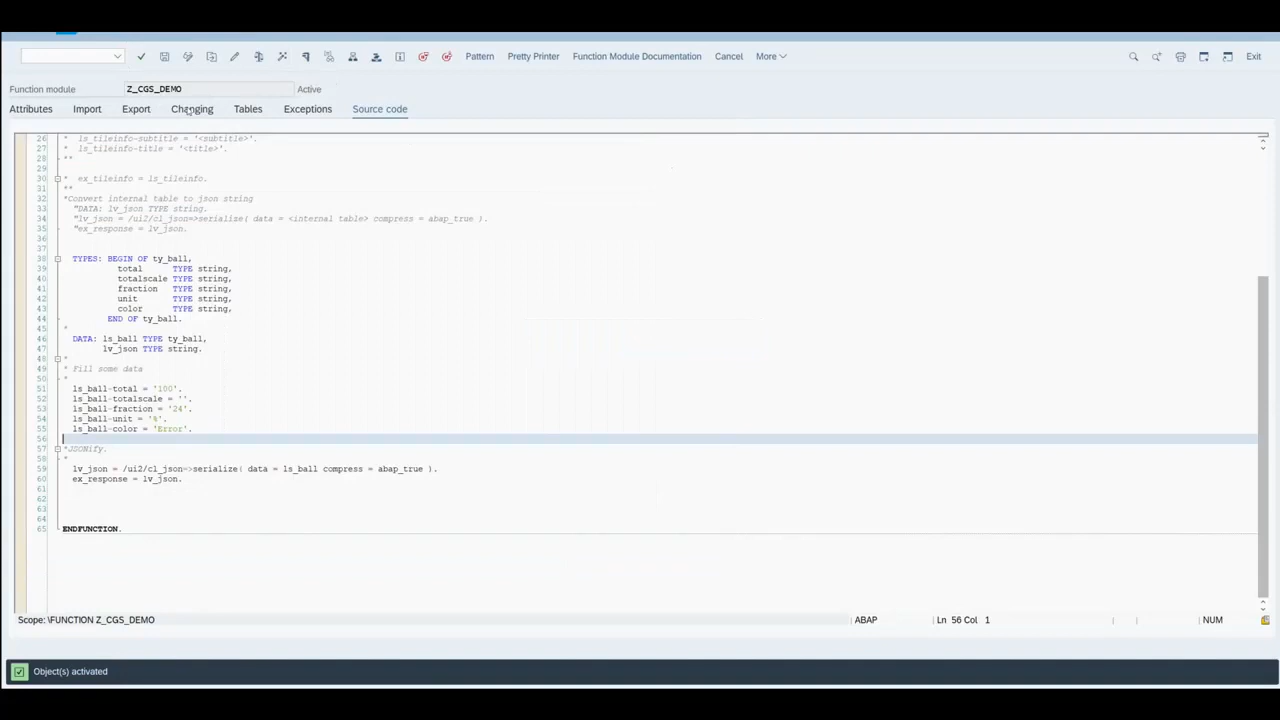 Pattern Pretty Printer Function Module Documentation Cancel More Exit
Function module Z_CGS_DEMO Active
Attributes Import Export Changing Tables Exceptions Source code
26 * ls_tileinfo-subtitle = '<subtitle>'.
27 * ls_tileinfo-title = '<title>'.
28 **
29
30 * ex_tileinfo = ls_tileinfo.
31 **
32 *Convert internal table to json string
33 "DATA: lv_json TYPE string.
34 "lv_json = /ui2/cl_json=>serialize( data = <internal table> compress = abap_true ).
35 "ex_response = lv_json.
36
37
38 TYPES: BEGIN OF ty_ball,
39 total TYPE string,
40 totalscale TYPE string,
41 fraction TYPE string,
42 unit TYPE string,
43 color TYPE string,
44 END OF ty_ball.
45 *
46 DATA: ls_ball TYPE ty_ball,
47 lv_json TYPE string.
48 *
49 * Fill some data
50 *
51 ls_ball-total = '100'.
52 ls_ball-totalscale = ''.
53 ls_ball-fraction = '24'.
54 ls_ball-unit = '%'.
55 ls_ball-color = 'Error'.
56
57 *JSONify.
58 *
59 lv_json = /ui2/cl_json=>serialize( data = ls_ball compress = abap_true ).
60 ex_response = lv_json.
61
62
63
64
65 ENDFUNCTION.
Scope: \FUNCTION Z_CGS_DEMO ABAP Ln 56 Col 1 NUM
Object(s) activated